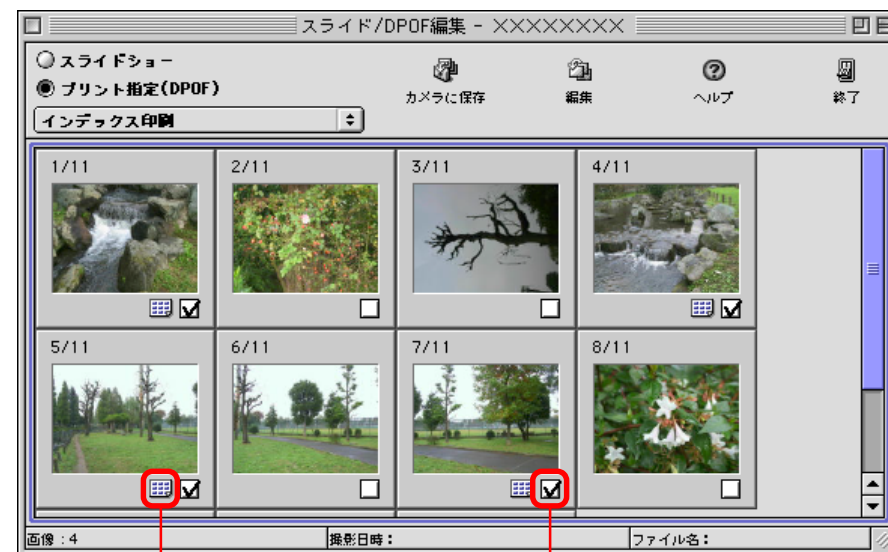 スライド/DPOF編集 - XXXXXXXX
スライドショー
プリント指定(DPOF)
インデックス印刷
カメラに保存
編集
ヘルプ
終了
1/11
2/11
3/11
4/11
5/11
6/11
7/11
8/11
画像:4
撮影日時:
ファイル名: